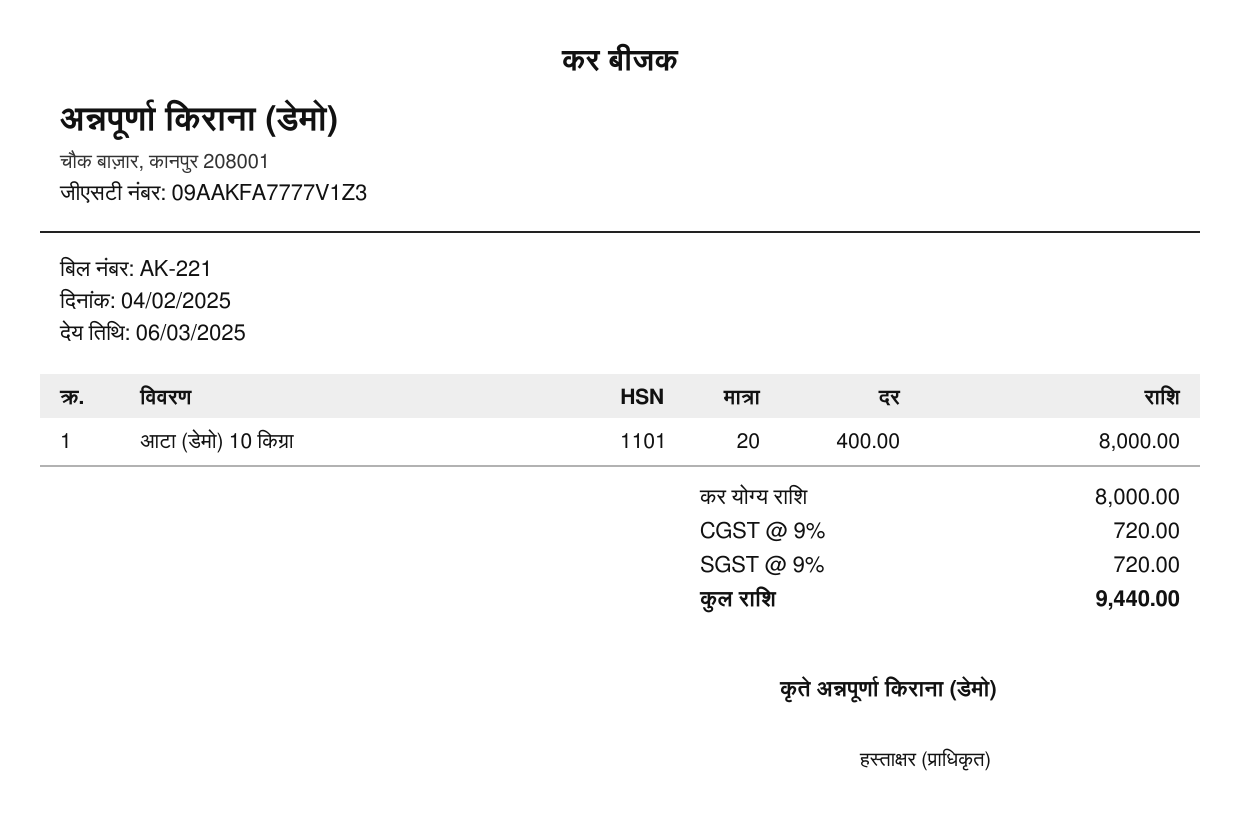 कर बीजक
अन्नपूर्णा किराना (डेमो)
चौक बाज़ार, कानपुर 208001
जीएसटी नंबर: 09AAKFA7777V1Z3
बिल नंबर: AK-221
दिनांक: 04/02/2025
देय तिथि: 06/03/2025
क्र. विवरण HSN मात्रा दर राशि
1 आटा (डेमो) 10 किग्रा 1101 20 400.00 8,000.00
कर योग्य राशि 8,000.00
CGST @ 9% 720.00
SGST @ 9% 720.00
कुल राशि 9,440.00
कृते अन्नपूर्णा किराना (डेमो)
हस्ताक्षर (प्राधिकृत)